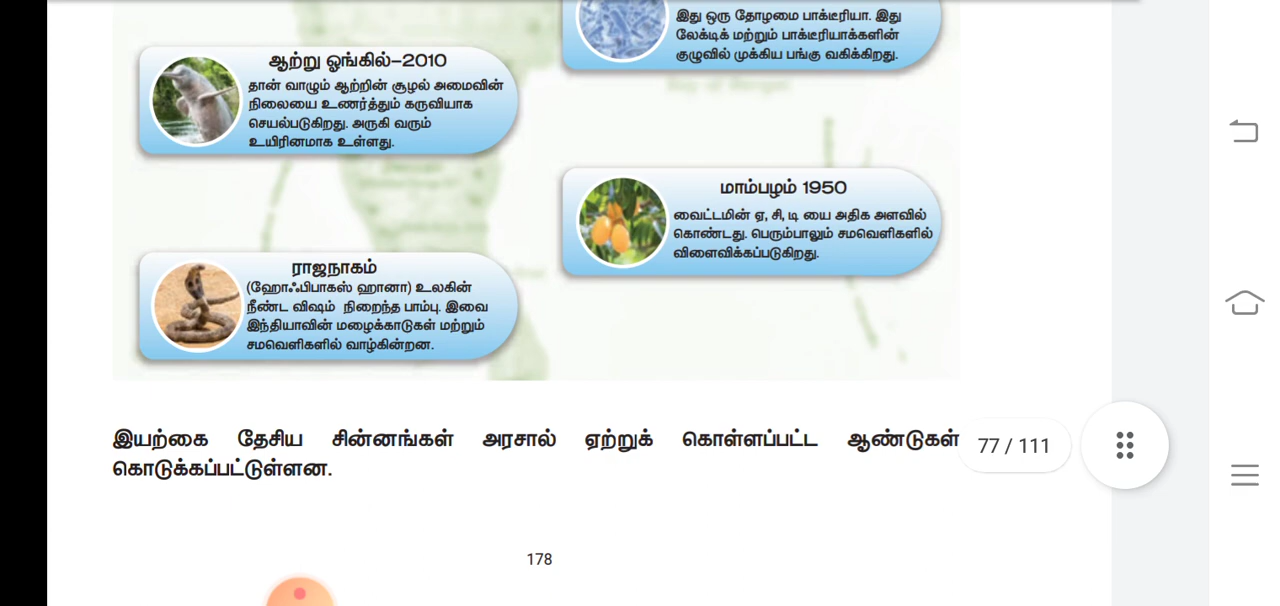 இது ஒரு தோழமை பாக்டீரியா. இது
லேக்டிக் மற்றும் பாக்டீரியாக்களின்
குழுவில் முக்கிய பங்கு வகிக்கிறது.
ஆற்று ஓங்கில்–2010
தான் வாழும் ஆற்றின் சூழல் அமைவின்
நிலையை உணர்த்தும் கருவியாக
செயல்படுகிறது. அருகி வரும்
உயிரினமாக உள்ளது.
மாம்பழம் 1950
வைட்டமின் ஏ, சி, டி யை அதிக அளவில்
கொண்டது. பெரும்பாலும் சமவெளிகளில்
விளைவிக்கப்படுகிறது.
ராஜநாகம்
(ஹோஃபிபாகஸ் ஹானா) உலகின்
நீண்ட விஷம் நிறைந்த பாம்பு. இவை
இந்தியாவின் மழைக்காடுகள் மற்றும்
சமவெளிகளில் வாழ்கின்றன.
இயற்கை தேசிய சின்னங்கள் அரசால் ஏற்றுக் கொள்ளப்பட்ட ஆண்டுகள்
கொடுக்கப்பட்டுள்ளன.
77 / 111
178